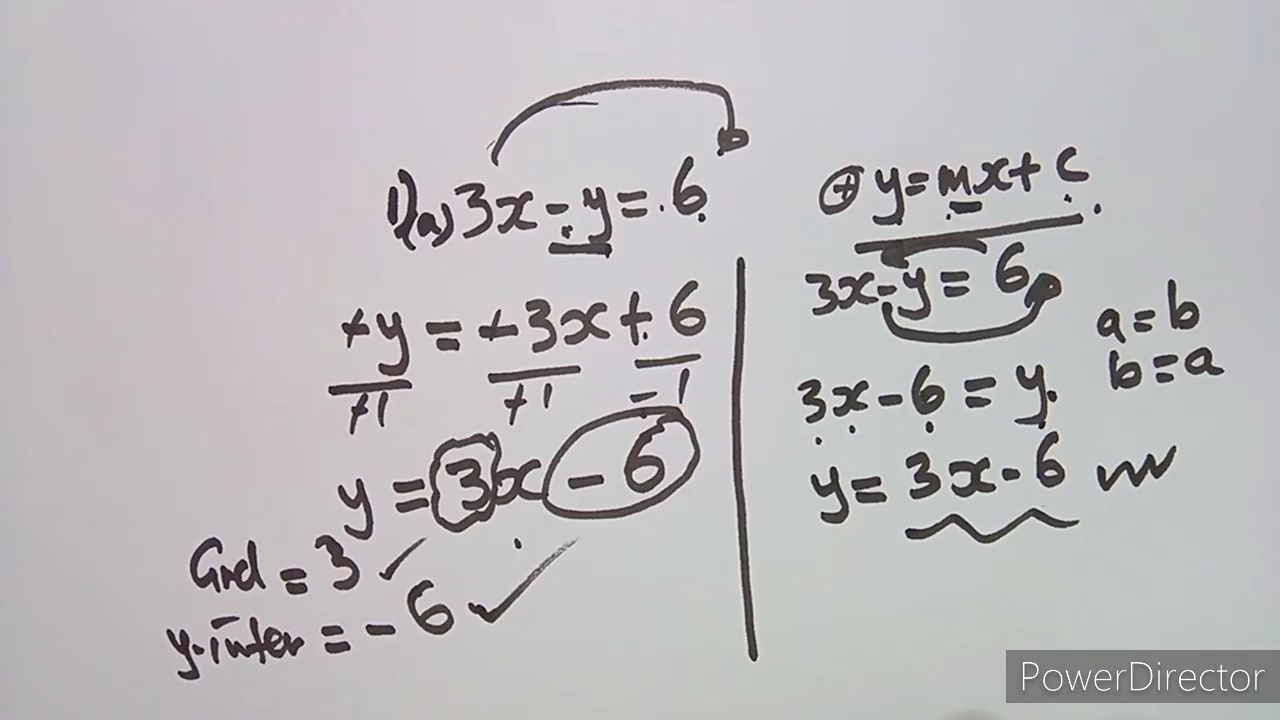 1)(a) 3x - y = 6
+y = +3x + 6
+1 +1 -1
y = 3x - 6
Grd = 3 ✓
y-inter = - 6 ✓
⊕ y = mx + c
3x - y = 6
a = b
b = a
3x - 6 = y
y = 3x - 6
PowerDirector